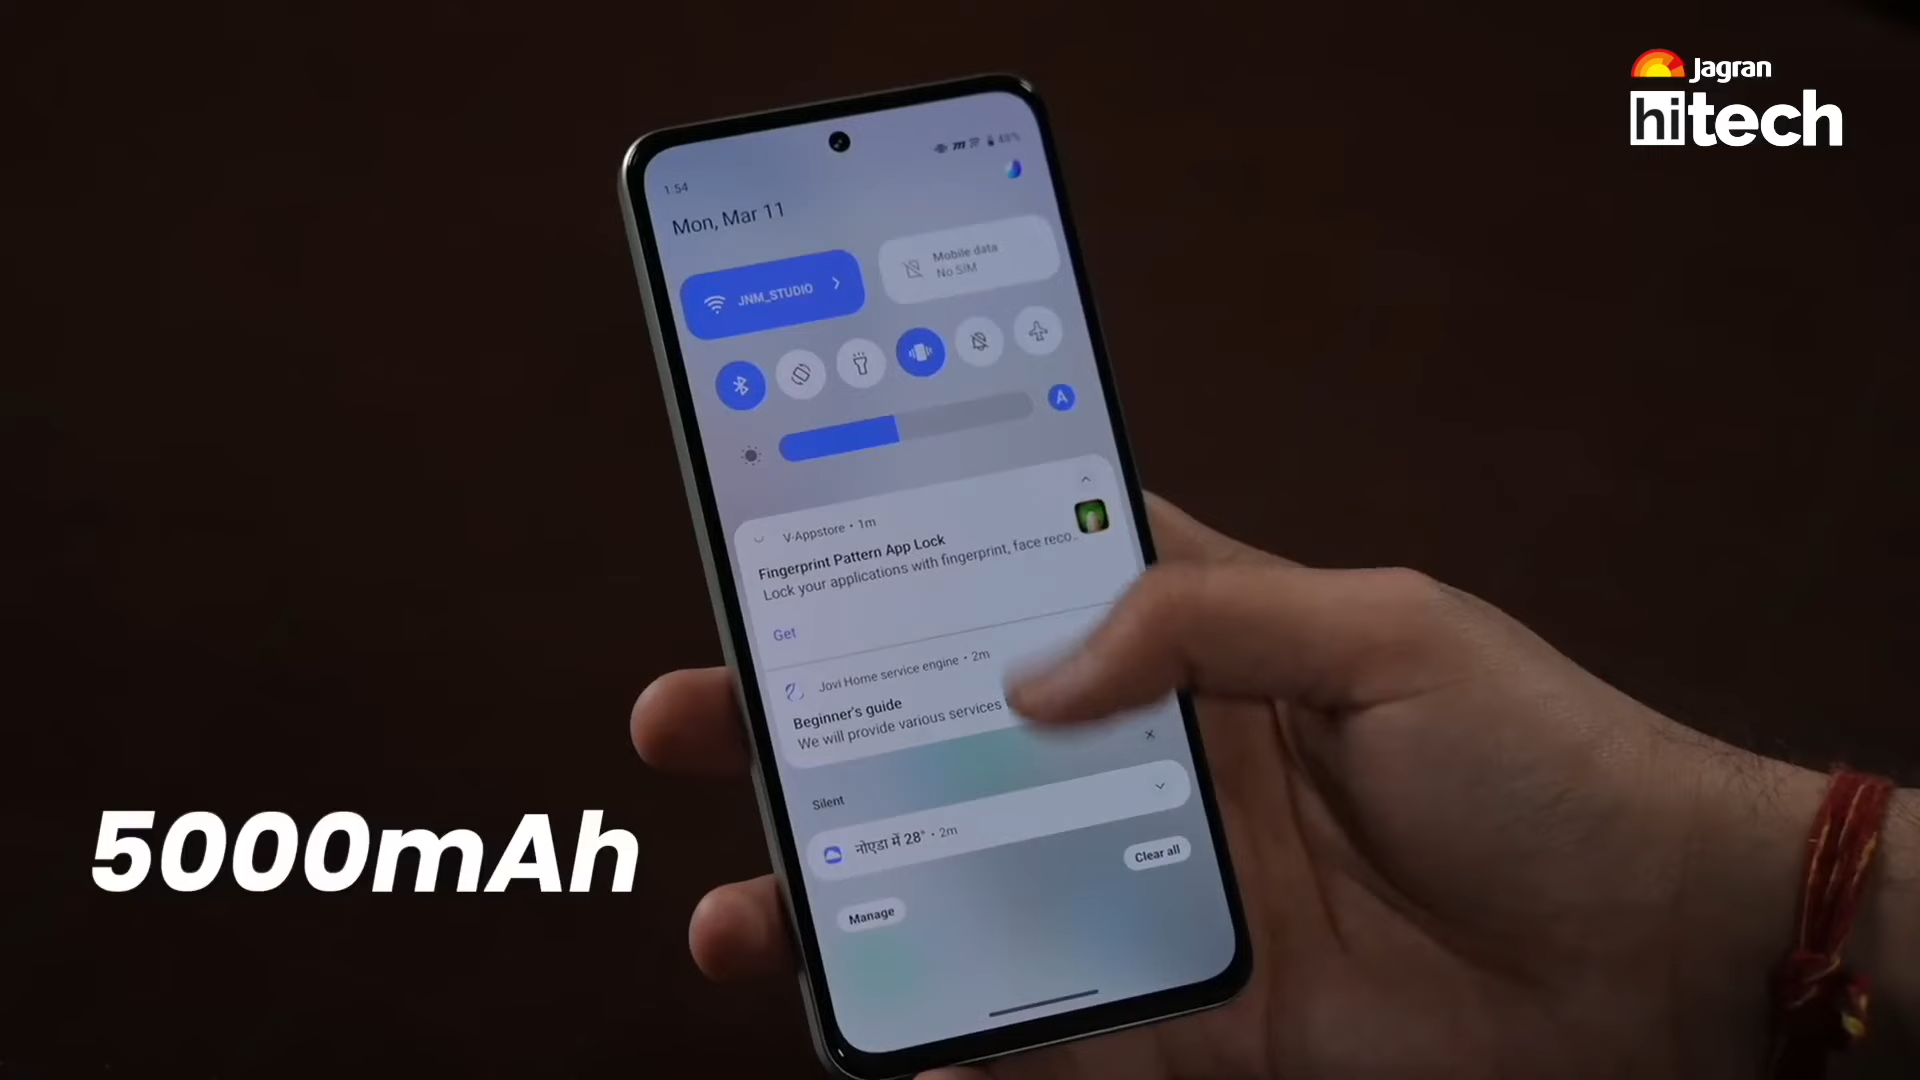 Jagran
hitech
1:54
48%
Mon, Mar 11
JNM_STUDIO
Mobile data
No SIM
A
V-Appstore • 1m
Fingerprint Pattern App Lock
Lock your applications with fingerprint, face reco..
Get
Jovi Home service engine • 2m
Beginner's guide
We will provide various services
Silent
नोएडा में 28° • 2m
Clear all
Manage
5000mAh